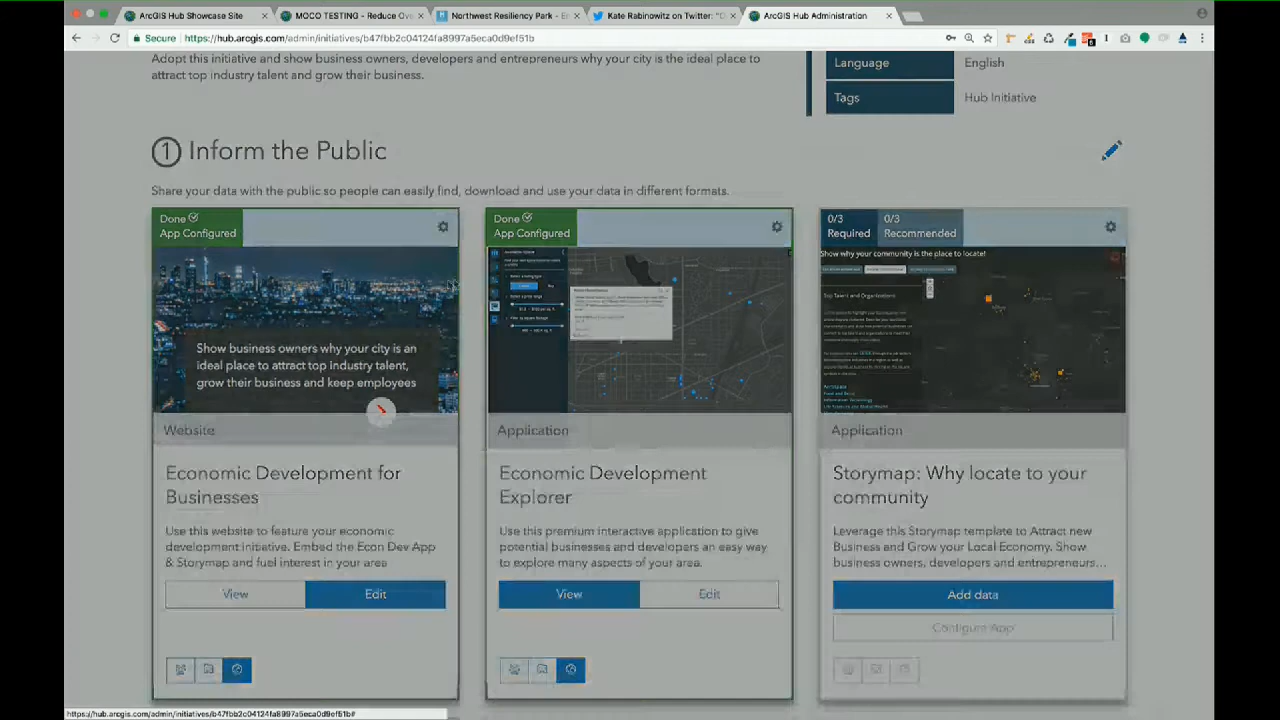 ArcGIS Hub Showcase Site
MOCO TESTING - Reduce Ove
Northwest Resiliency Park - En
Kate Rabinowitz on Twitter: "D
ArcGIS Hub Administration
Secure
https://hub.arcgis.com/admin/initiatives/b47fbb2c04124fa8997a5eca0d9ef51b
Adopt this initiative and show business owners, developers and entrepreneurs why your city is the ideal place to
attract top industry talent and grow their business.
Language English
Tags Hub Initiative
1 Inform the Public
Share your data with the public so people can easily find, download and use your data in different formats.
Done
App Configured
Show business owners why your city is an
ideal place to attract top industry talent,
grow their business and keep employees
Website
Economic Development for
Businesses
Use this website to feature your economic
development initiative. Embed the Econ Dev App
& Storymap and fuel interest in your area
View Edit
Done
App Configured
Application
Economic Development
Explorer
Use this premium interactive application to give
potential businesses and developers an easy way
to explore many aspects of your area.
View Edit
0/3 0/3
Required Recommended
Show why your community is the place to locate!
Top Talent and Organizations
Application
Storymap: Why locate to your
community
Leverage this Storymap template to Attract new
Business and Grow your Local Economy. Show
business owners, developers and entrepreneurs...
Add data
Configure App
https://hub.arcgis.com/admin/initiatives/b47fbb2c04124fa8997a5eca0d9ef51b#